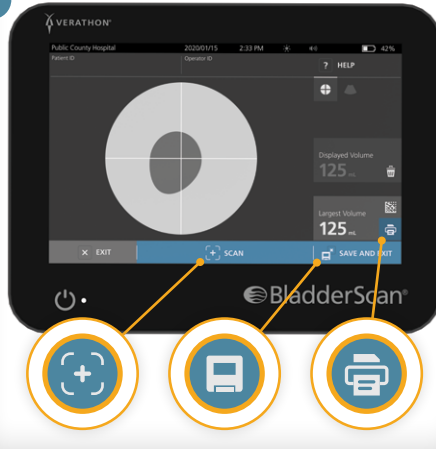 VERATHON®
Public County Hospital 2020/01/15 2:33 PM 42%
Patient ID Operator ID
? HELP
Displayed Volume
125 mL
Largest Volume
125 mL
× EXIT SCAN SAVE AND EXIT
BladderScan®